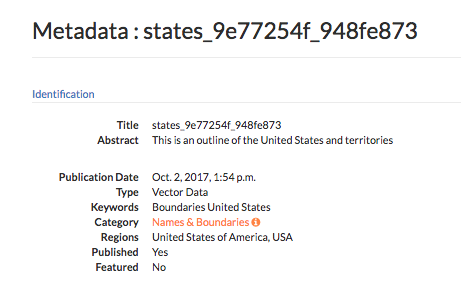 Metadata : states_9e77254f_948fe873
Identification
Title states_9e77254f_948fe873
Abstract This is an outline of the United States and territories
Publication Date Oct. 2, 2017, 1:54 p.m.
Type Vector Data
Keywords Boundaries United States
Category Names & Boundaries
Regions United States of America, USA
Published Yes
Featured No